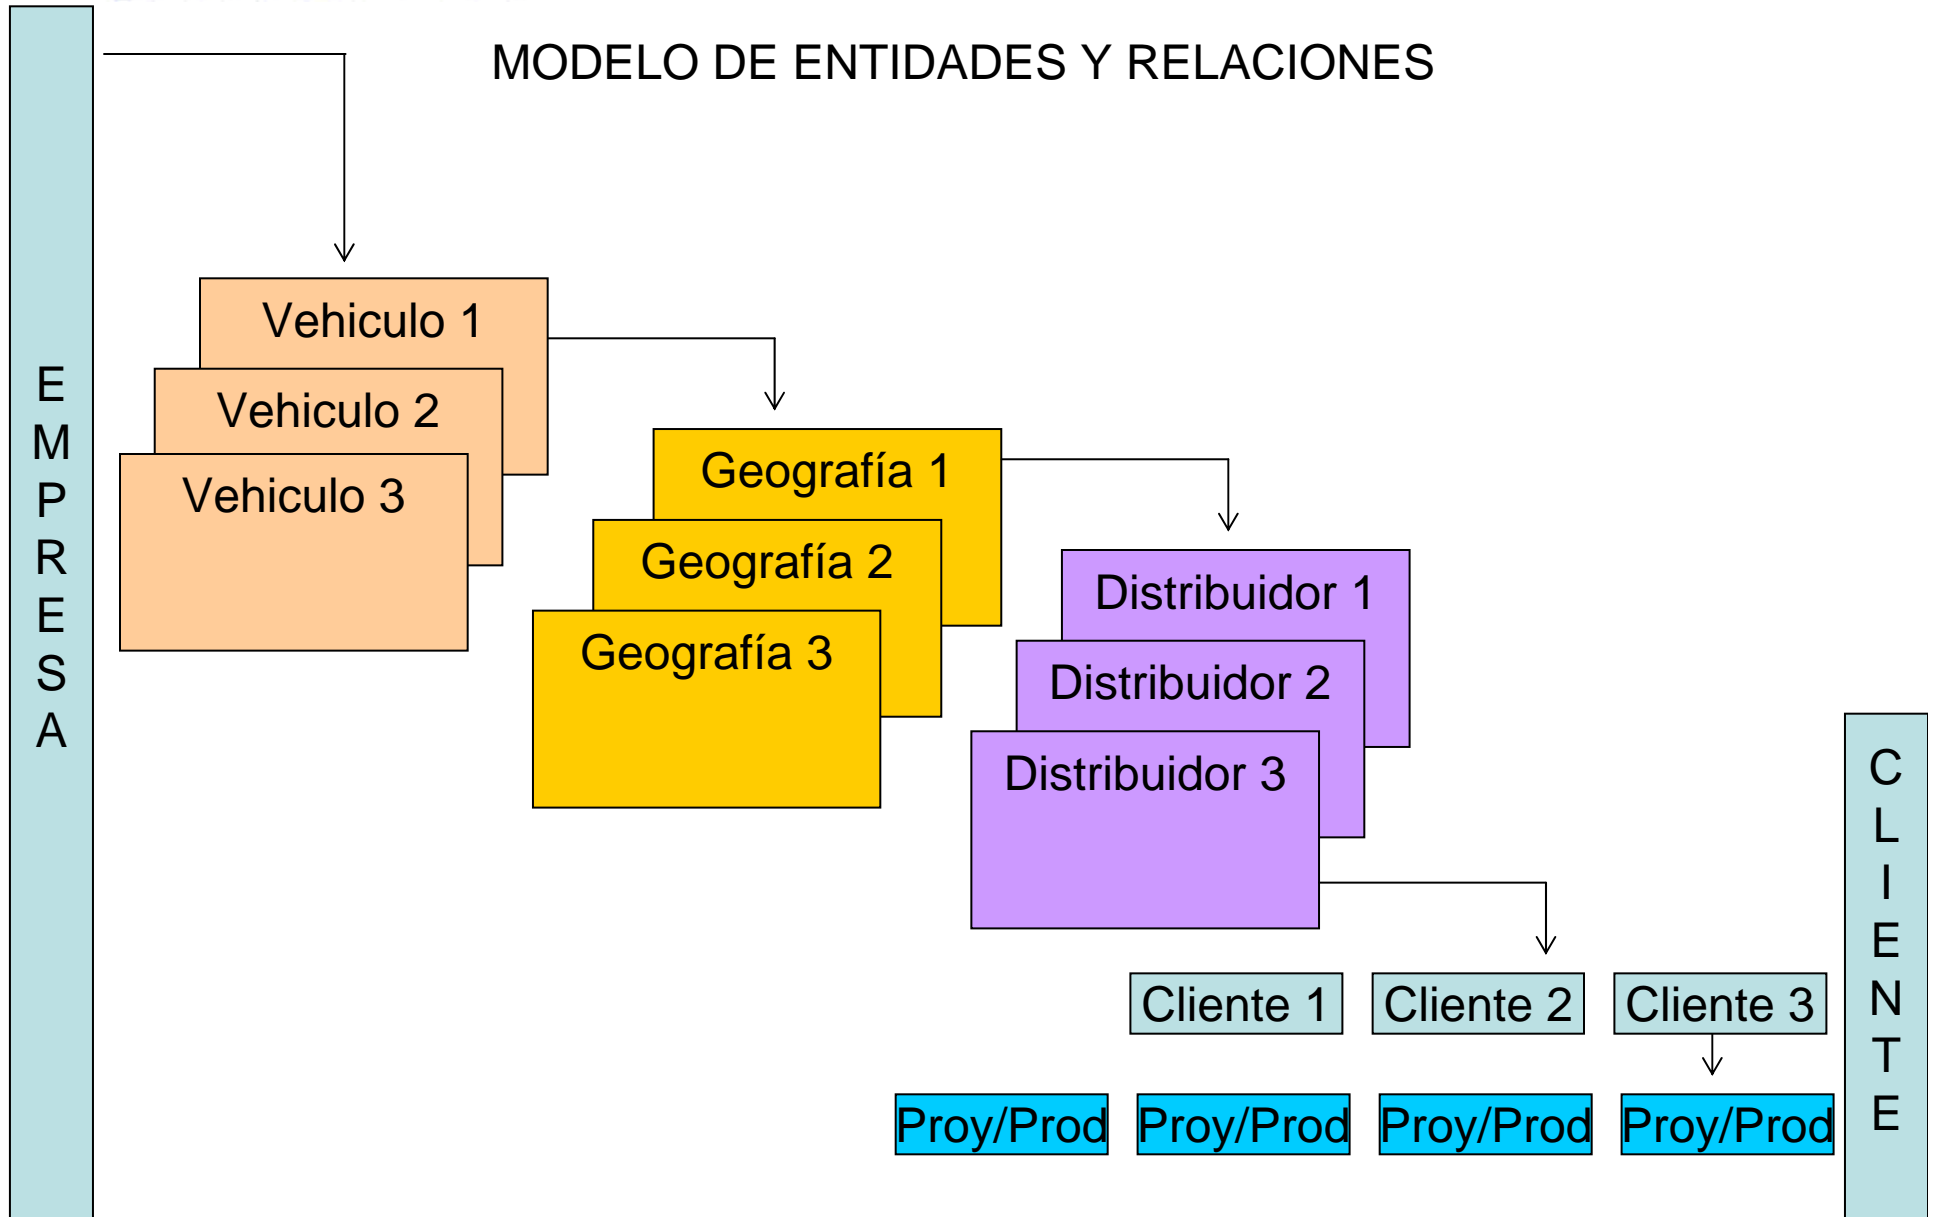 MODELO DE ENTIDADES Y RELACIONES
EMPRESA
Vehiculo 1
Vehiculo 2
Vehiculo 3
Geografía 1
Geografía 2
Geografía 3
Distribuidor 1
Distribuidor 2
Distribuidor 3
CLIENTE
Cliente 1 Cliente 2 Cliente 3
Proy/Prod Proy/Prod Proy/Prod Proy/Prod